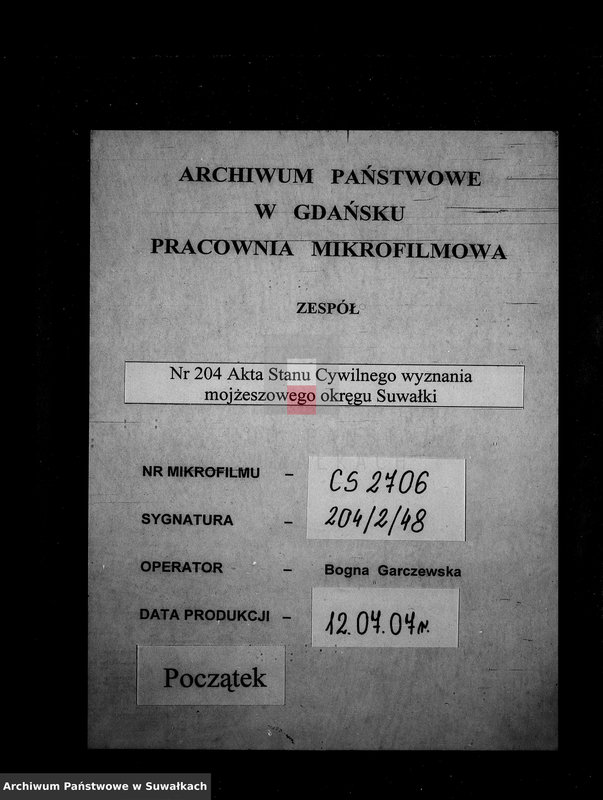 ARCHIWUM PAŃSTWOWE
W GDAŃSKU
PRACOWNIA MIKROFILMOWA
ZESPÓŁ
Nr 204 Akta Stanu Cywilnego wyznania
mojżeszowego okręgu Suwałki
NR MIKROFILMU – CS 2706
SYGNATURA – 204/2/48
OPERATOR – Bogna Garczewska
DATA PRODUKCJI – 12.07.07r.
Początek
Archiwum Państwowe w Suwałkach